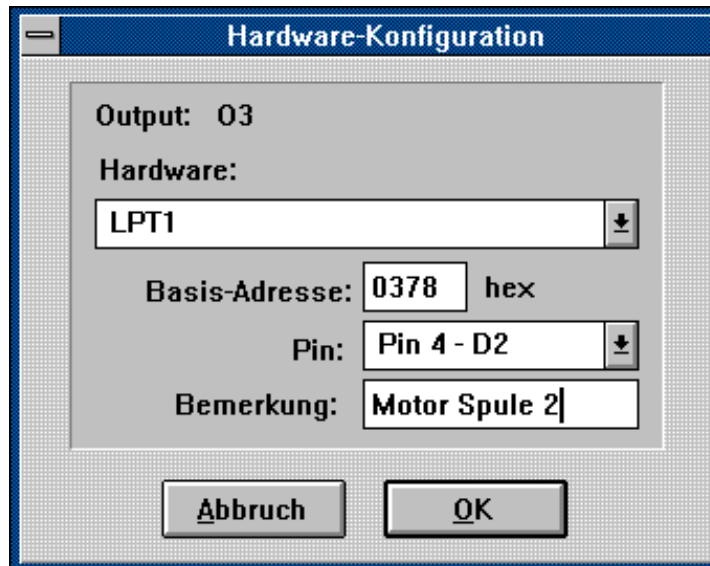 Hardware-Konfiguration
Output: O3
Hardware:
LPT1
Basis-Adresse: 0378 hex
Pin: Pin 4 - D2
Bemerkung: Motor Spule 2
Abbruch OK